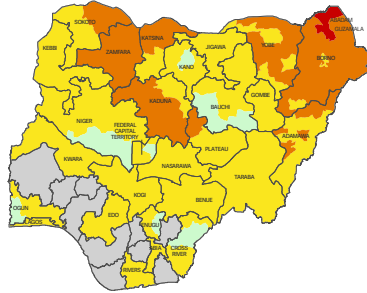 SOKOTO
ABADAM
GUZAMALA
KATSINA
KEBBI
ZAMFARA
JIGAWA
YOBE
BORNO
KANO
KADUNA
GOMBE
BAUCHI
NIGER
FEDERAL
CAPITAL
TERRITORY
ADAMAWA
PLATEAU
KWARA
NASARAWA
TARABA
KOGI
BENUE
OGUN
LAGOS
EDO
ENUGU
CROSS
RIVER
RIVERS